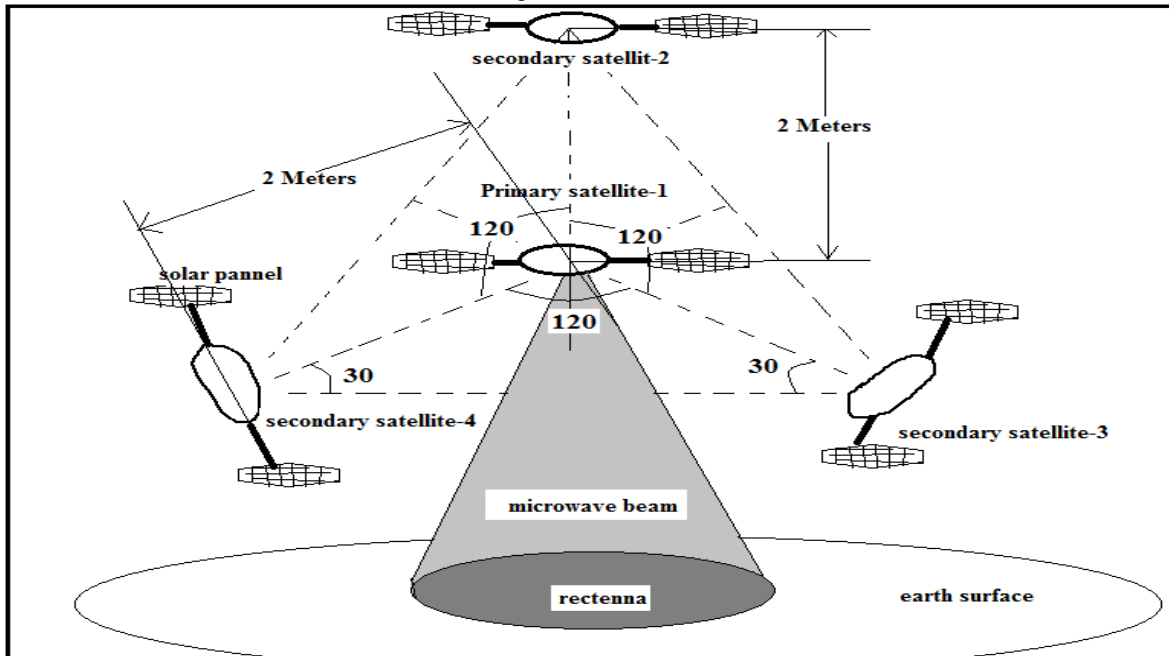 secondary satellit-2
2 Meters
2 Meters
Primary satellite-1
120
120
solar pannel
120
30
30
secondary satellite-4
secondary satellite-3
microwave beam
rectenna
earth surface